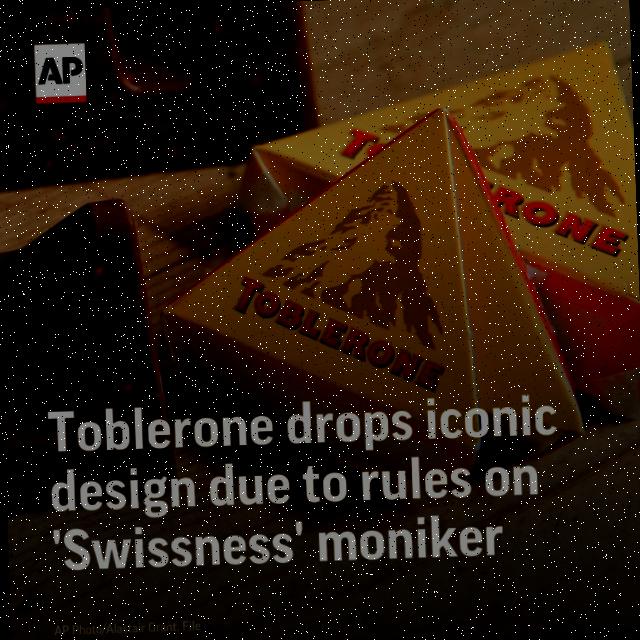 AP
TOBLERONE
TOBLERONE
Toblerone drops iconic
design due to rules on
'Swissness' moniker